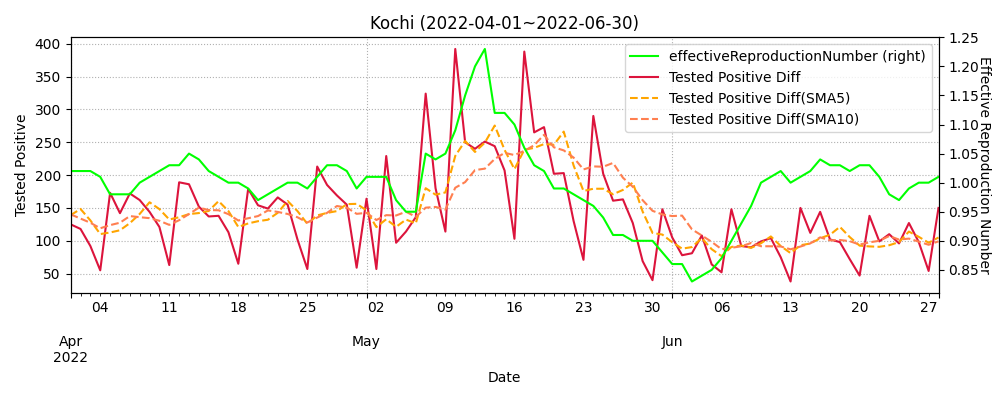 Kochi (2022-04-01~2022-06-30)
effectiveReproductionNumber (right)
Tested Positive Diff
Tested Positive Diff(SMA5)
Tested Positive Diff(SMA10)
Tested Positive
400
350
300
250
200
150
100
50
Effective Reproduction Number
1.25
1.20
1.15
1.10
1.05
1.00
0.95
0.90
0.85
04 11 18 25 02 09 16 23 30 06 13 20 27
Apr May Jun
2022
Date